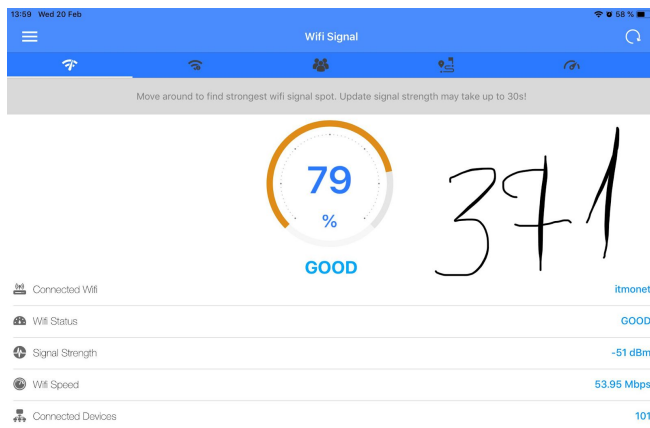 13:59 Wed 20 Feb 58 %
Wifi Signal
Move around to find strongest wifi signal spot. Update signal strength may take up to 30s!
79
%
371
GOOD
Connected Wifi itmonet
Wifi Status GOOD
Signal Strength -51 dBm
Wifi Speed 53.95 Mbps
Connected Devices 101